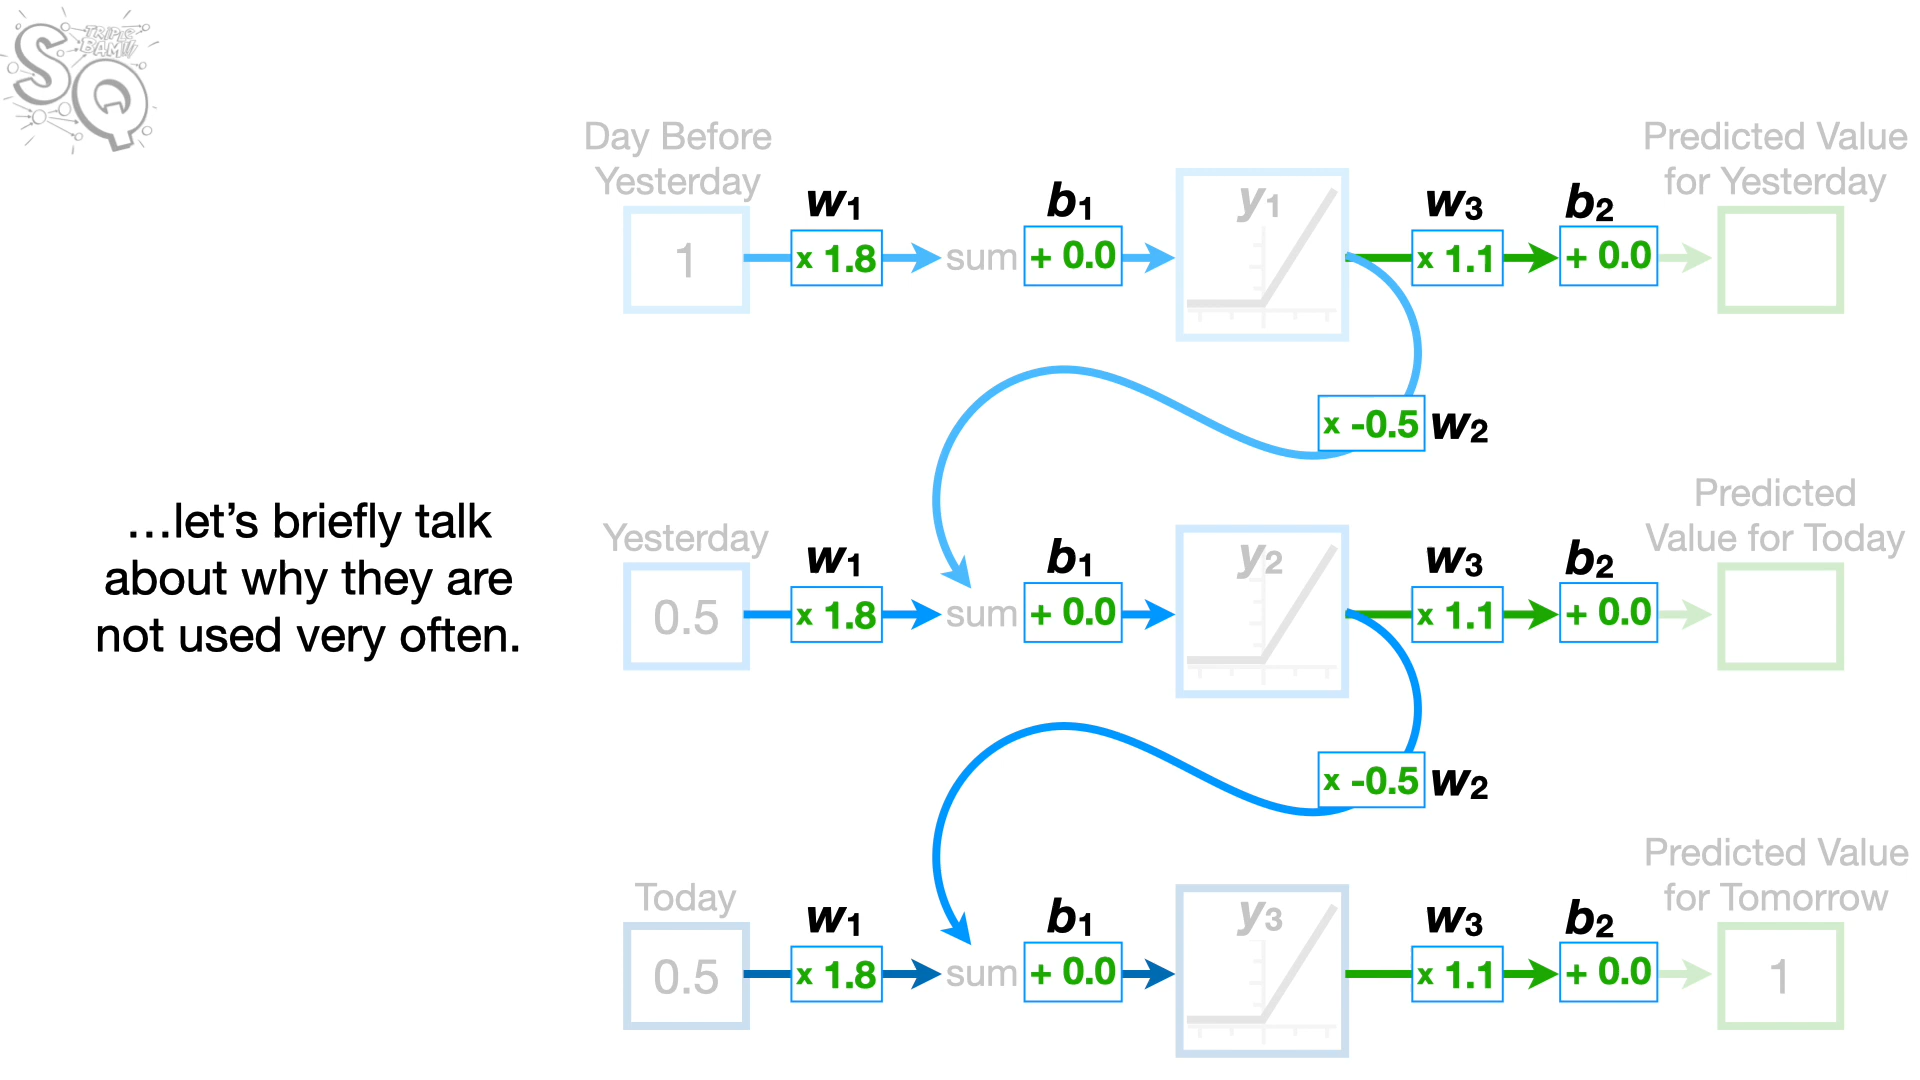 SQ
TRIPLE
BAM!!!
Day Before
Yesterday
1
w1
x 1.8
sum
b1
+ 0.0
y1
w3
x 1.1
b2
+ 0.0
Predicted Value
for Yesterday
x -0.5
w2
…let’s briefly talk
about why they are
not used very often.
Yesterday
0.5
w1
x 1.8
sum
b1
+ 0.0
y2
w3
x 1.1
b2
+ 0.0
Predicted
Value for Today
x -0.5
w2
Today
0.5
w1
x 1.8
sum
b1
+ 0.0
y3
w3
x 1.1
b2
+ 0.0
Predicted Value
for Tomorrow
1